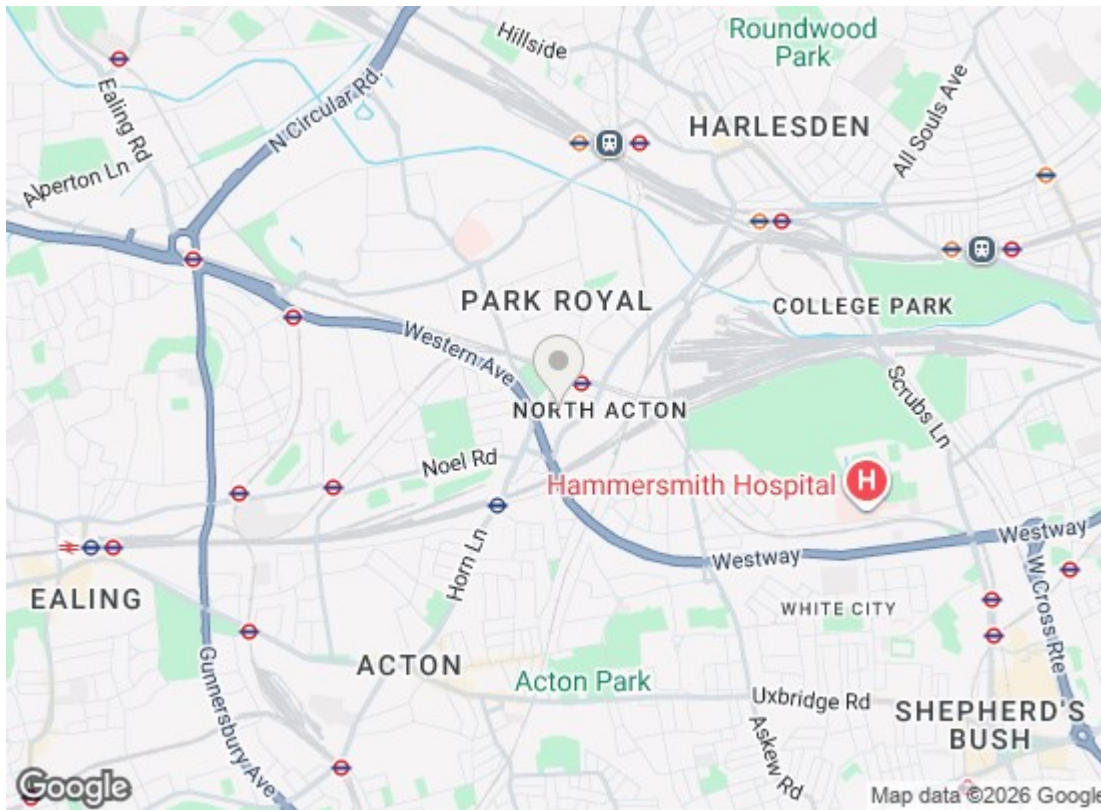 Roundwood
Park
Hillside
Ealing Rd
N Circular Rd.
HARLESDEN
All Souls Ave
Alperton Ln
PARK ROYAL
COLLEGE PARK
Western Ave
Scrubs Ln
NORTH ACTON
Noel Rd
Hammersmith Hospital
H
Horn Ln
Westway
Westway
W Cross Rte
EALING
WHITE CITY
ACTON
Gunnersbury Ave
Acton Park
Uxbridge Rd
SHEPHERD'S
BUSH
Askew Rd
Google
Map data ©2026 Google